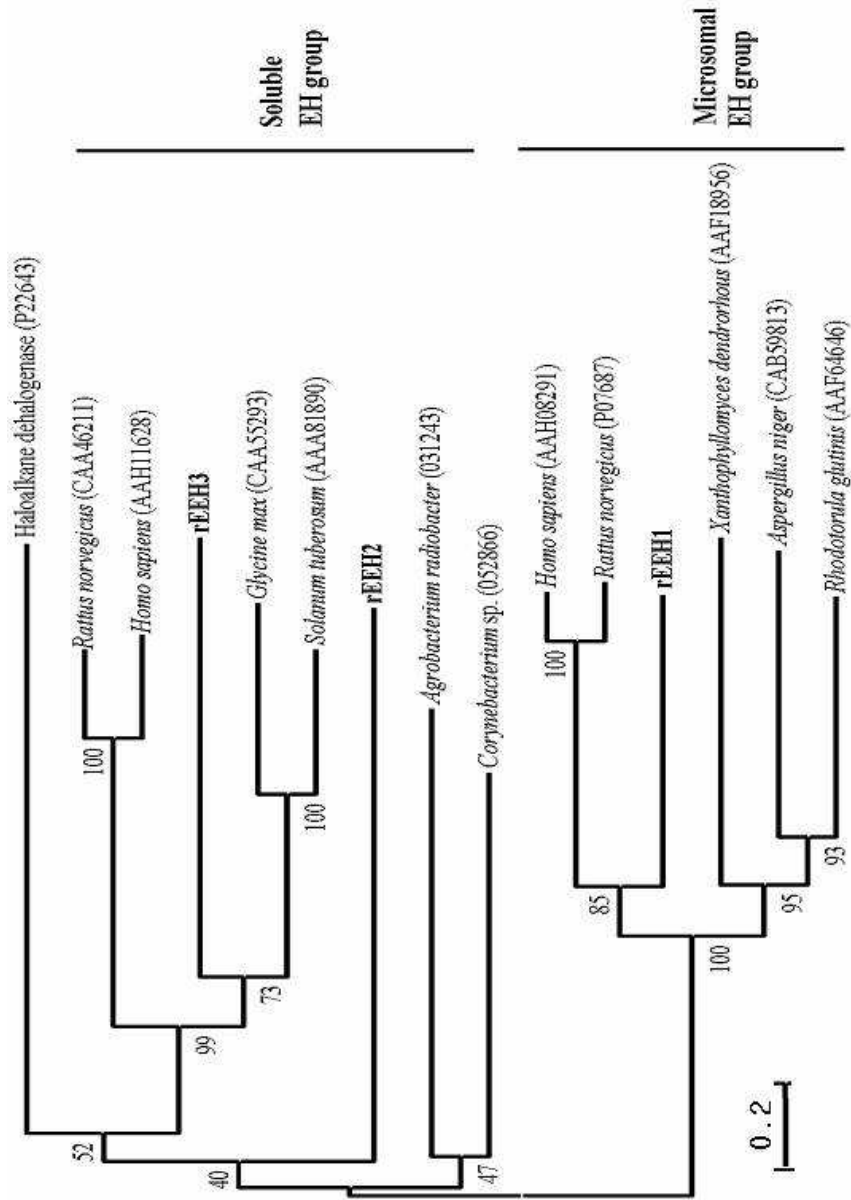 Haloalkane dehalogenase (P22643)
Rattus norvegicus (CAA46211)
100
Homo sapiens (AAH11628)
rEEH3
Glycine max (CAA55293)
100
Solanum tuberosum (AAA81890)
73
99
52
rEEH2
40
Agrobacterium radiobacter (031243)
Corynebacterium sp. (052866)
47
Soluble
EH group
Homo sapiens (AAH08291)
100
Rattus norvegicus (P07687)
85
rEEH1
100
Xanthophyllomyces dendrorhous (AAF18956)
95
Aspergillus niger (CAB59813)
93
Rhodotorula glutinis (AAF64646)
Microsomal
EH group
0.2